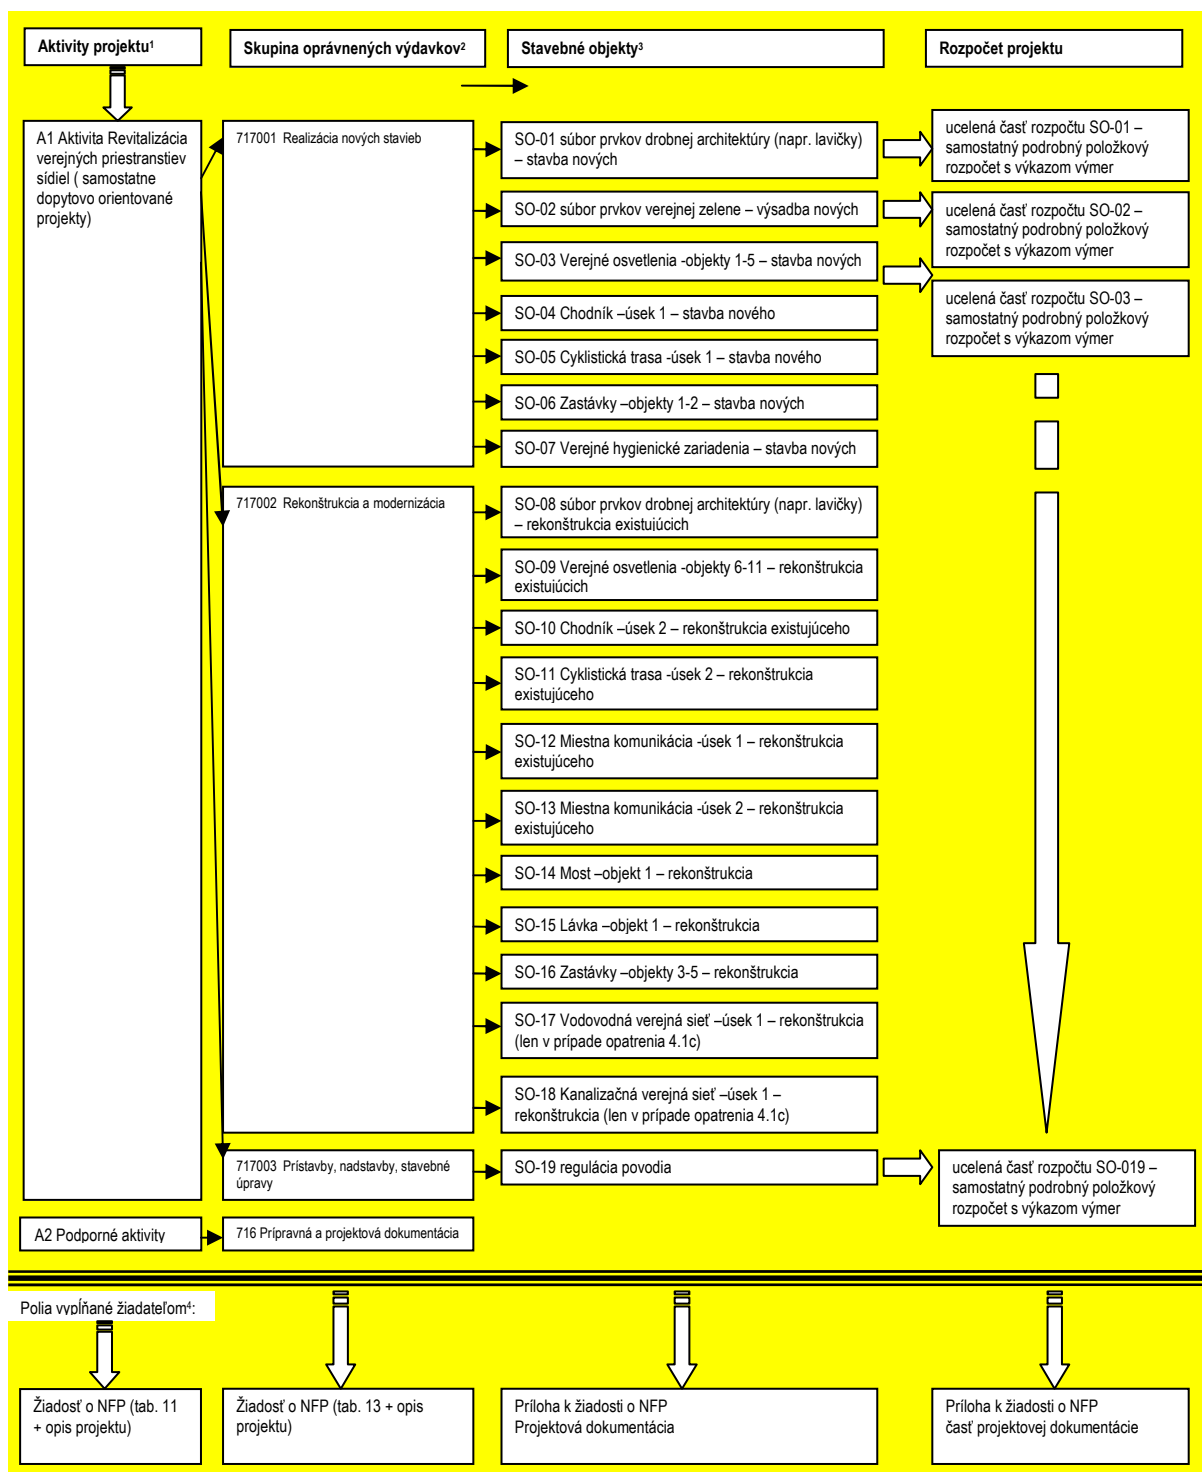 Aktivity projektu¹
Skupina oprávnených výdavkov²
Stavebné objekty³
Rozpočet projektu
A1 Aktivita Revitalizácia
verejných priestranstiev
sídiel ( samostatne
dopytovo orientované
projekty)
717001  Realizácia nových stavieb
SO-01 súbor prvkov drobnej architektúry (napr. lavičky)
– stavba nových
SO-02 súbor prvkov verejnej zelene – výsadba nových
SO-03 Verejné osvetlenia -objekty 1-5 – stavba nových
SO-04 Chodník –úsek 1 – stavba nového
SO-05 Cyklistická trasa -úsek 1 – stavba nového
SO-06 Zastávky –objekty 1-2 – stavba nových
SO-07 Verejné hygienické zariadenia – stavba nových
ucelená časť rozpočtu SO-01 –
samostatný podrobný položkový
rozpočet s výkazom výmer
ucelená časť rozpočtu SO-02 –
samostatný podrobný položkový
rozpočet s výkazom výmer
ucelená časť rozpočtu SO-03 –
samostatný podrobný položkový
rozpočet s výkazom výmer
717002  Rekonštrukcia a modernizácia
SO-08 súbor prvkov drobnej architektúry (napr. lavičky)
– rekonštrukcia existujúcich
SO-09 Verejné osvetlenia -objekty 6-11 – rekonštrukcia
existujúcich
SO-10 Chodník –úsek 2 – rekonštrukcia existujúceho
SO-11 Cyklistická trasa -úsek 2 – rekonštrukcia
existujúceho
SO-12 Miestna komunikácia -úsek 1 – rekonštrukcia
existujúceho
SO-13 Miestna komunikácia -úsek 2 – rekonštrukcia
existujúceho
SO-14 Most –objekt 1 – rekonštrukcia
SO-15 Lávka –objekt 1 – rekonštrukcia
SO-16 Zastávky –objekty 3-5 – rekonštrukcia
SO-17 Vodovodná verejná sieť –úsek 1 – rekonštrukcia
(len v prípade opatrenia 4.1c)
SO-18 Kanalizačná verejná sieť –úsek 1 –
rekonštrukcia (len v prípade opatrenia 4.1c)
717003  Prístavby, nadstavby, stavebné
úpravy
SO-19 regulácia povodia
ucelená časť rozpočtu SO-019 –
samostatný podrobný položkový
rozpočet s výkazom výmer
A2 Podporné aktivity
716 Prípravná a projektová dokumentácia
Polia vypĺňané žiadateľom⁴:
Žiadosť o NFP (tab. 11
+ opis projektu)
Žiadosť o NFP (tab. 13 + opis
projektu)
Príloha k žiadosti o NFP
Projektová dokumentácia
Príloha k žiadosti o NFP
časť projektovej dokumentácie